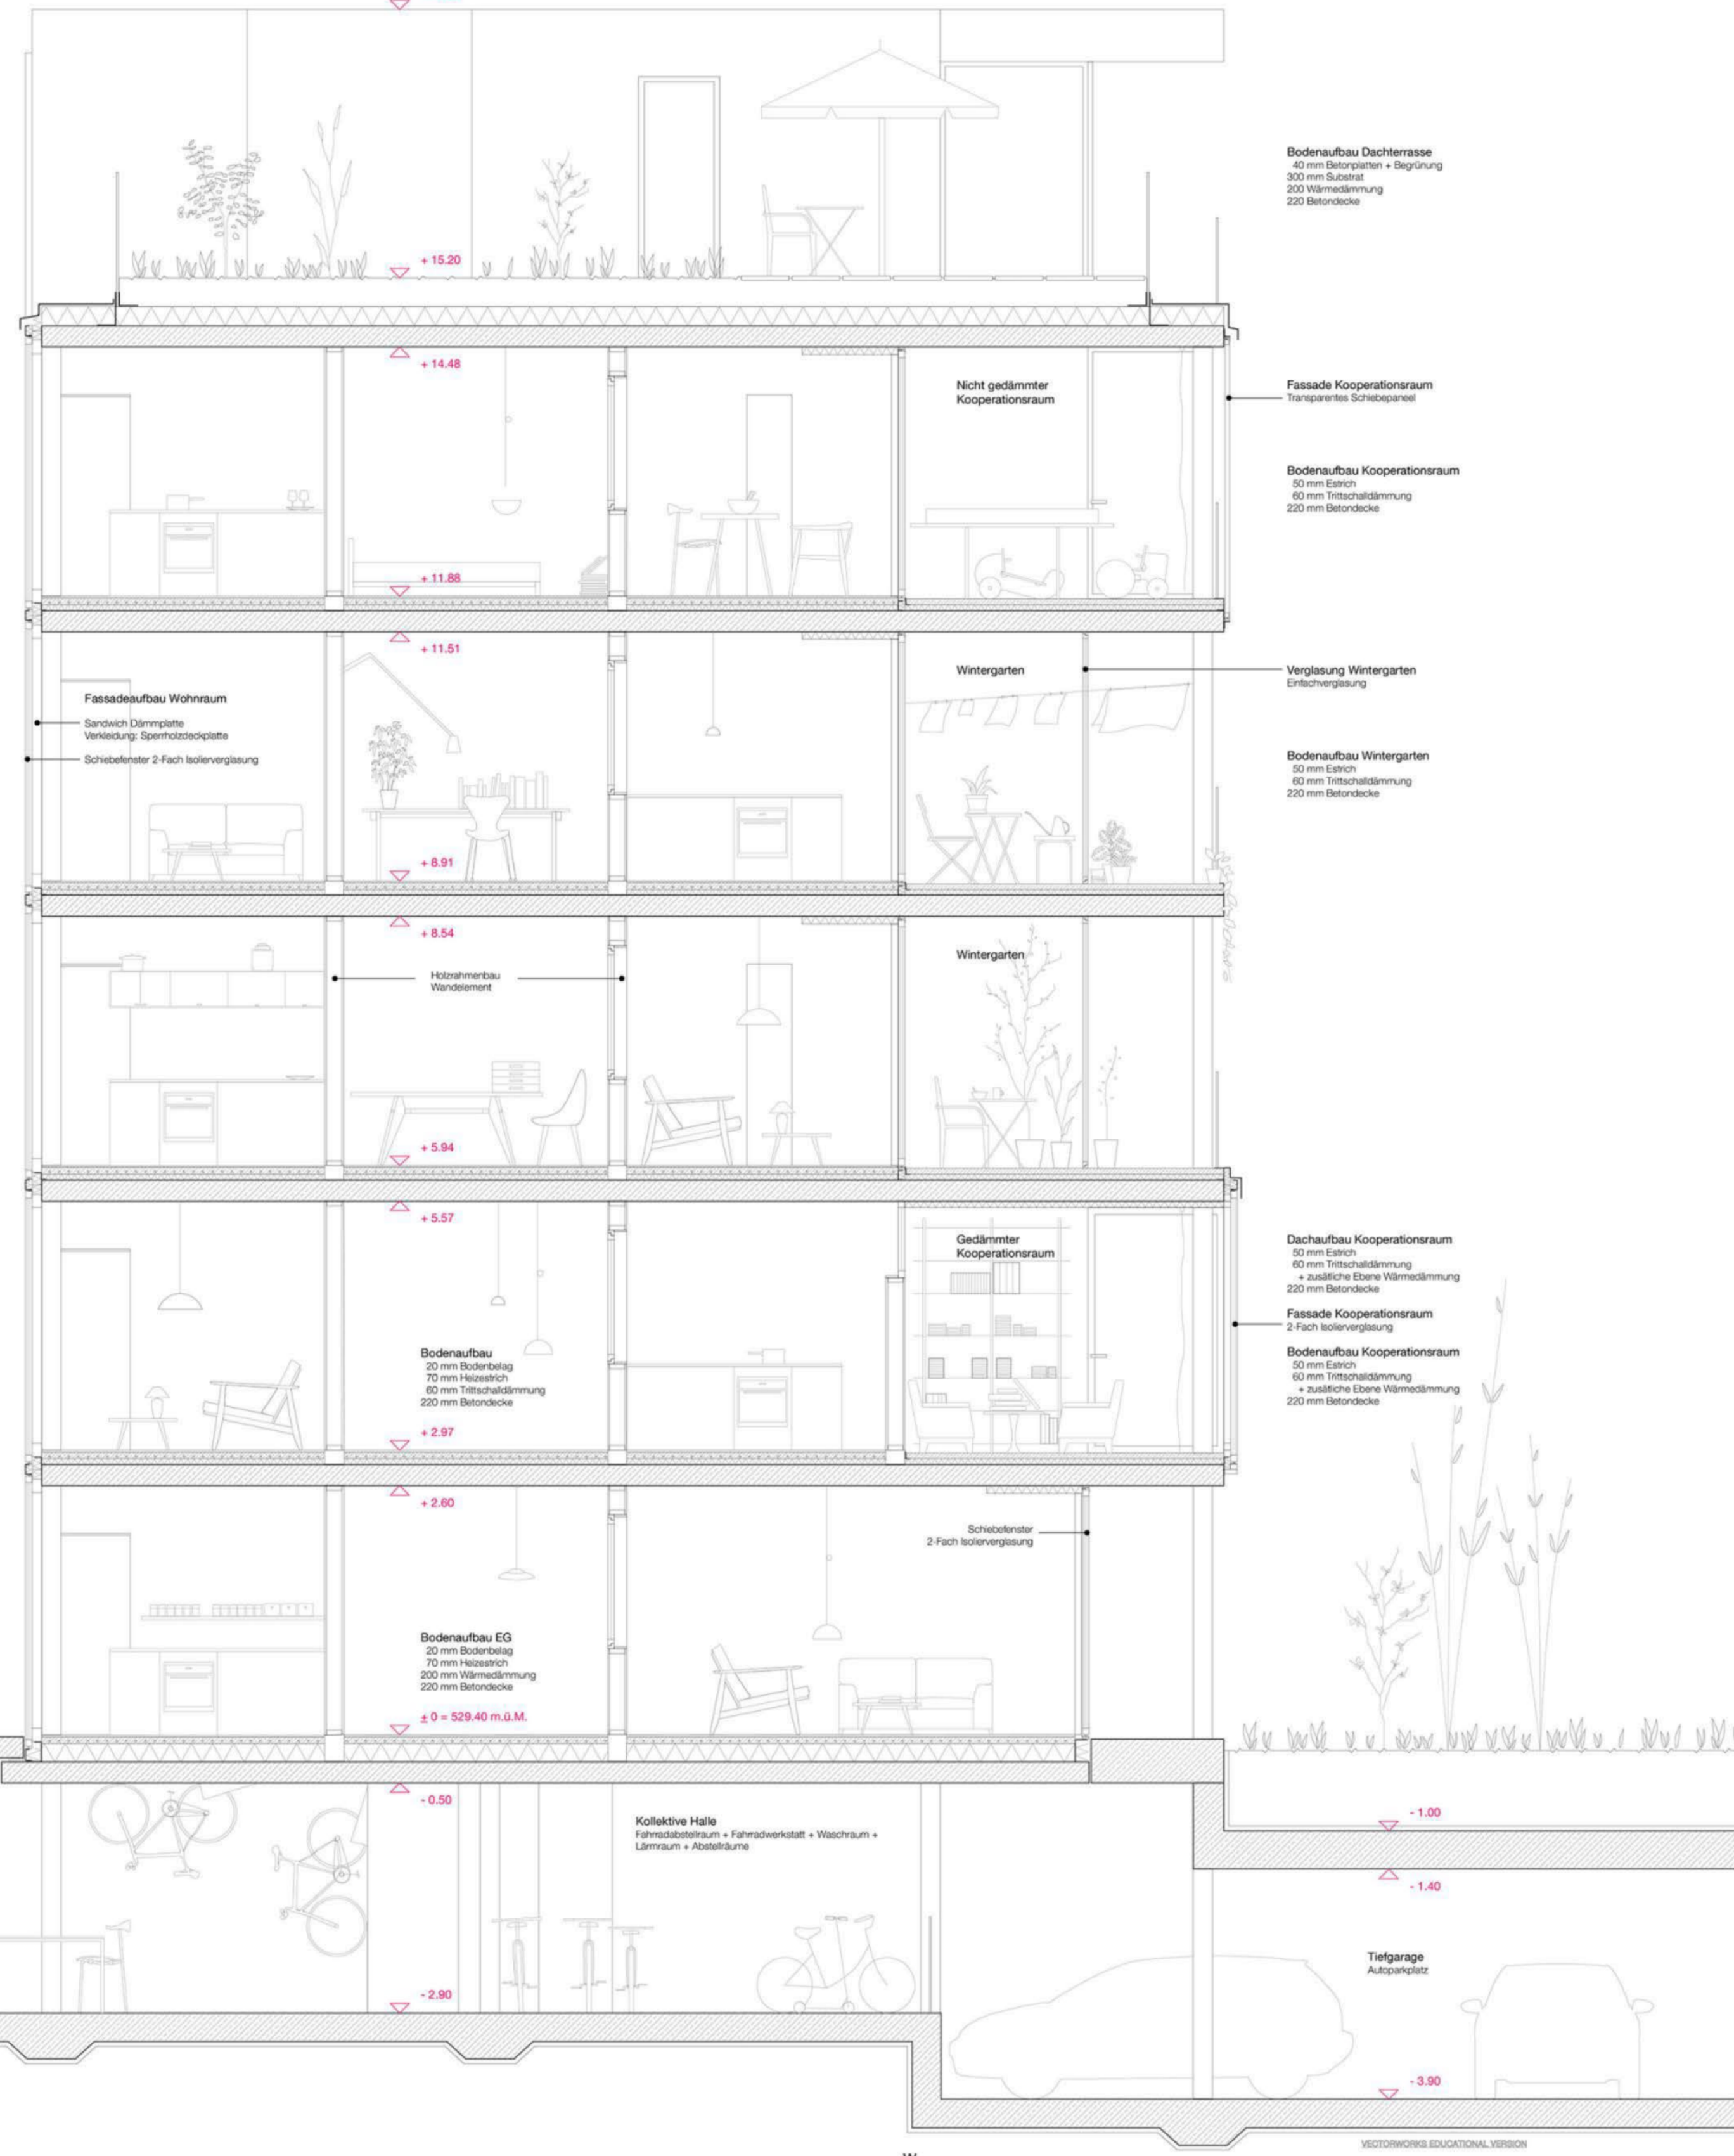 Bodenaufbau Dachterrasse
40 mm Betonplatten + Begrünung
300 mm Substrat
200 Wärmedämmung
220 Betondecke
+ 15.20
+ 14.48
Nicht gedämmter
Kooperationsraum
Fassade Kooperationsraum
Transparentes Schiebepaneel
Bodenaufbau Kooperationsraum
50 mm Estrich
60 mm Trittschalldämmung
220 mm Betondecke
+ 11.88
+ 11.51
Fassadeaufbau Wohnraum
Sandwich Dämmplatte
Verkleidung: Sperrholzdeckplatte
Schiebefenster 2-Fach Isolierverglasung
Wintergarten
Verglasung Wintergarten
Einfachverglasung
Bodenaufbau Wintergarten
50 mm Estrich
60 mm Trittschalldämmung
220 mm Betondecke
+ 8.91
+ 8.54
Holzrahmenbau
Wandelement
Wintergarten
+ 5.94
+ 5.57
Gedämmter
Kooperationsraum
Dachaufbau Kooperationsraum
50 mm Estrich
60 mm Trittschalldämmung
+ zusätliche Ebene Wärmedämmung
220 mm Betondecke
Fassade Kooperationsraum
2-Fach Isolierverglasung
Bodenaufbau Kooperationsraum
50 mm Estrich
60 mm Trittschalldämmung
+ zusätliche Ebene Wärmedämmung
220 mm Betondecke
Bodenaufbau
20 mm Bodenbelag
70 mm Heizestrich
60 mm Trittschalldämmung
220 mm Betondecke
+ 2.97
+ 2.60
Schiebefenster
2-Fach Isolierverglasung
Bodenaufbau EG
20 mm Bodenbelag
70 mm Heizestrich
200 mm Wärmedämmung
220 mm Betondecke
± 0 = 529.40 m.ü.M.
- 0.50
Kollektive Halle
Fahrradabstellraum + Fahrradwerkstatt + Waschraum +
Lärmraum + Abstellräume
- 1.00
- 1.40
Tiefgarage
Autoparkplatz
- 2.90
- 3.90
VECTORWORKS EDUCATIONAL VERSION